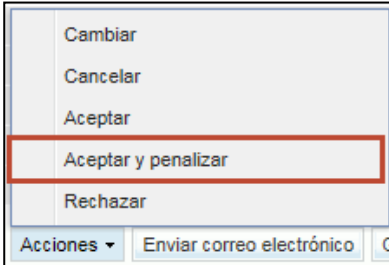 Cambiar
Cancelar
Aceptar
Aceptar y penalizar
Rechazar
Acciones Enviar correo electrónico